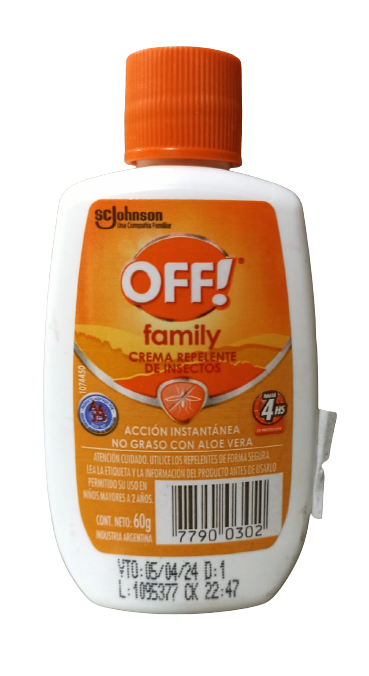 SC Johnson
Una Compañía Familiar
OFF!®
family
CREMA REPELENTE
DE INSECTOS
1074450
HASTA
4HS
ACCIÓN INSTANTÁNEA
NO GRASO CON ALOE VERA
ATENCIÓN CUIDADO: UTILICE LOS REPELENTES DE FORMA SEGURA.
LEA LA ETIQUETA Y LA INFORMACIÓN DEL PRODUCTO ANTES DE USARLO.
PERMITIDO SU USO EN
NIÑOS MAYORES A 2 AÑOS.
CONT. NETO: 60g
INDUSTRIA ARGENTINA
7790 0302
VTO:05/04/24 D:1
L:1095377 CK 22:47